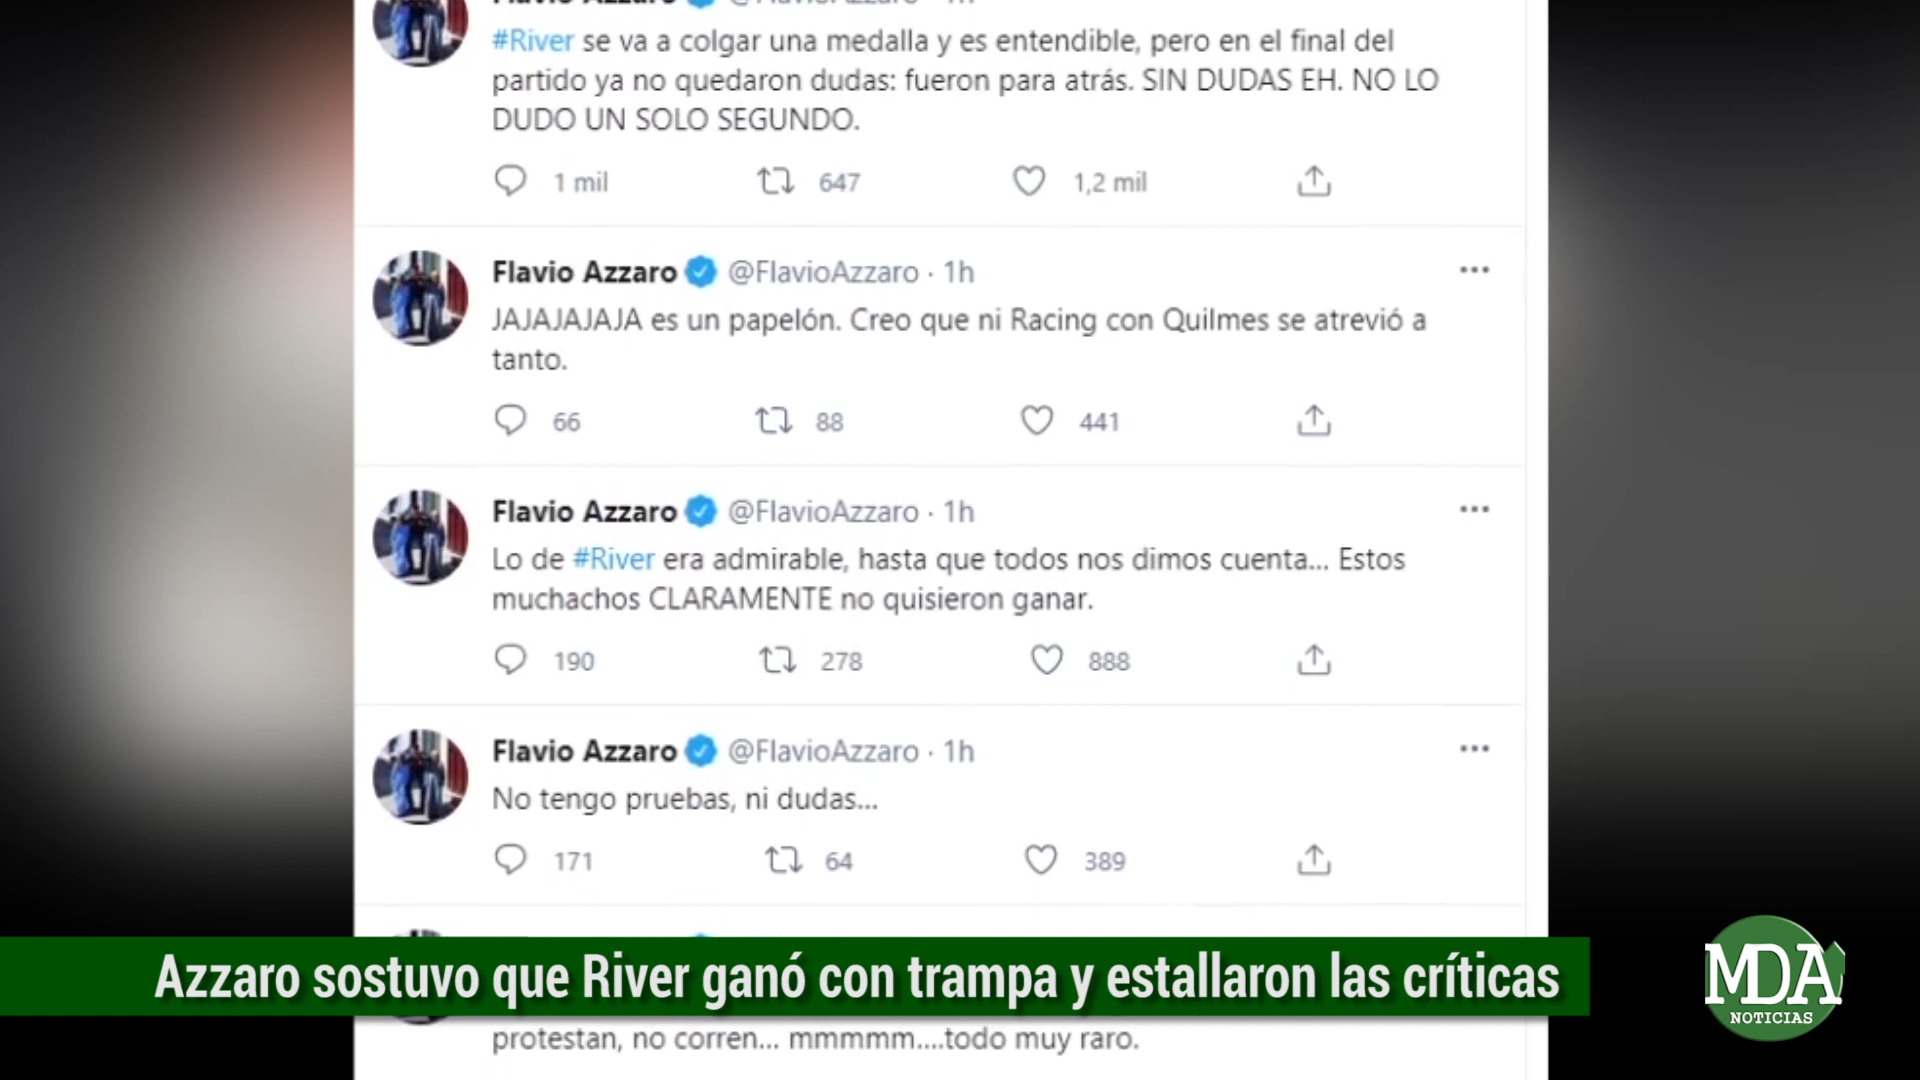 Flavio Azzaro @FlavioAzzaro · 1h
#River se va a colgar una medalla y es entendible, pero en el final del
partido ya no quedaron dudas: fueron para atrás. SIN DUDAS EH. NO LO
DUDO UN SOLO SEGUNDO.
1 mil 647 1,2 mil
Flavio Azzaro @FlavioAzzaro · 1h
JAJAJAJAJA es un papelón. Creo que ni Racing con Quilmes se atrevió a
tanto.
66 88 441
Flavio Azzaro @FlavioAzzaro · 1h
Lo de #River era admirable, hasta que todos nos dimos cuenta... Estos
muchachos CLARAMENTE no quisieron ganar.
190 278 888
Flavio Azzaro @FlavioAzzaro · 1h
No tengo pruebas, ni dudas...
171 64 389
Azzaro sostuvo que River ganó con trampa y estallaron las críticas
MDA
NOTICIAS
protestan, no corren... mmmmm....todo muy raro.